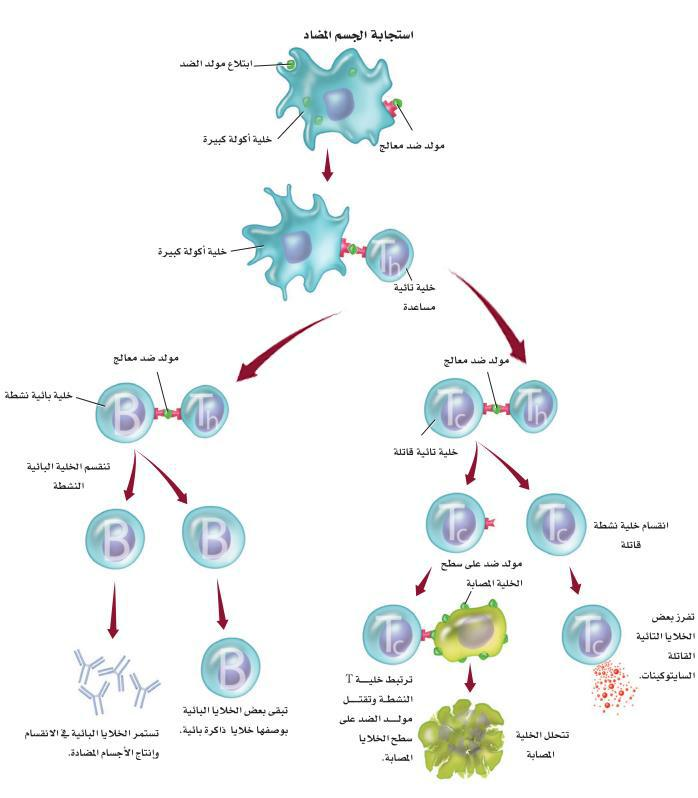 استجابة الجسم المضاد
ابتلاع مولد الضد
خلية أكولة كبيرة
مولد ضد معالج
خلية أكولة كبيرة
Th
خلية تائية
مساعدة
مولد ضد معالج
خلية بائية نشطة
B
Th
مولد ضد معالج
Tc
Th
خلية تائية قاتلة
تنقسم الخلية البائية
النشطة
B
B
Tc
Tc
انقسام خلية نشطة
قاتلة
مولد ضد على سطح
الخلية المصابة
B
Tc
Tc
تفرز بعض
الخلايا التائية
القاتلة
السايتوكينات.
ترتبط خليـــة T
النشطة وتقتــل
مولــد الضد على
سطح الخلايا
المصابة.
تبقى بعض الخلايا البائية
بوصفها خلايا ذاكرة بائية.
تستمر الخلايا البائية في الانقسام
وإنتاج الأجسام المضادة.
تتحلل الخلية
المصابة